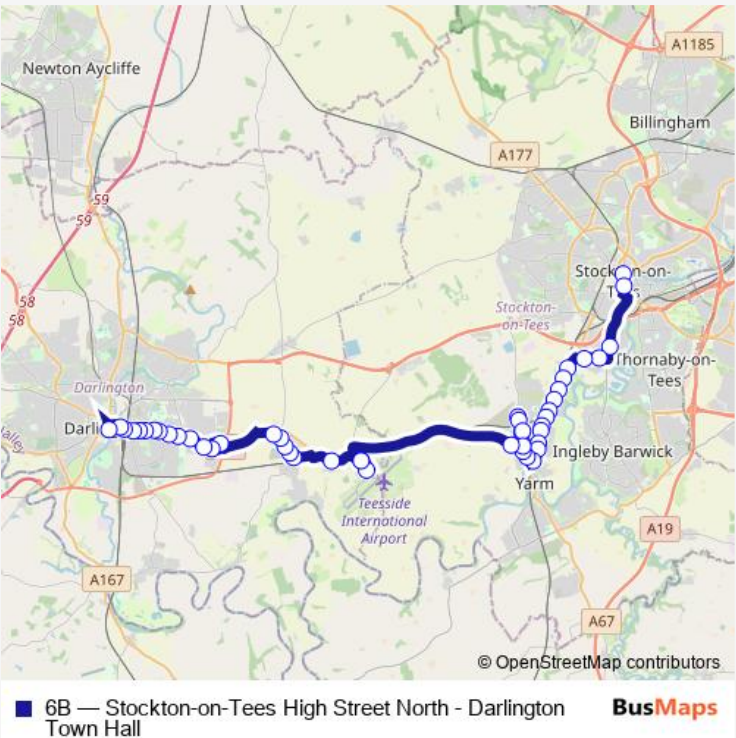 A1185
Newton Aycliffe
Billingham
A177
59
59
Stockton-on-
Tees
58
58
Stockton-
on-Tees
Thornaby-on-
Tees
Darlington
Darli
alley
Ingleby Barwick
Yarm
Teesside
International
Airport
A19
A167
A67
© OpenStreetMap contributors
6B — Stockton-on-Tees High Street North - Darlington
Town Hall
BusMaps